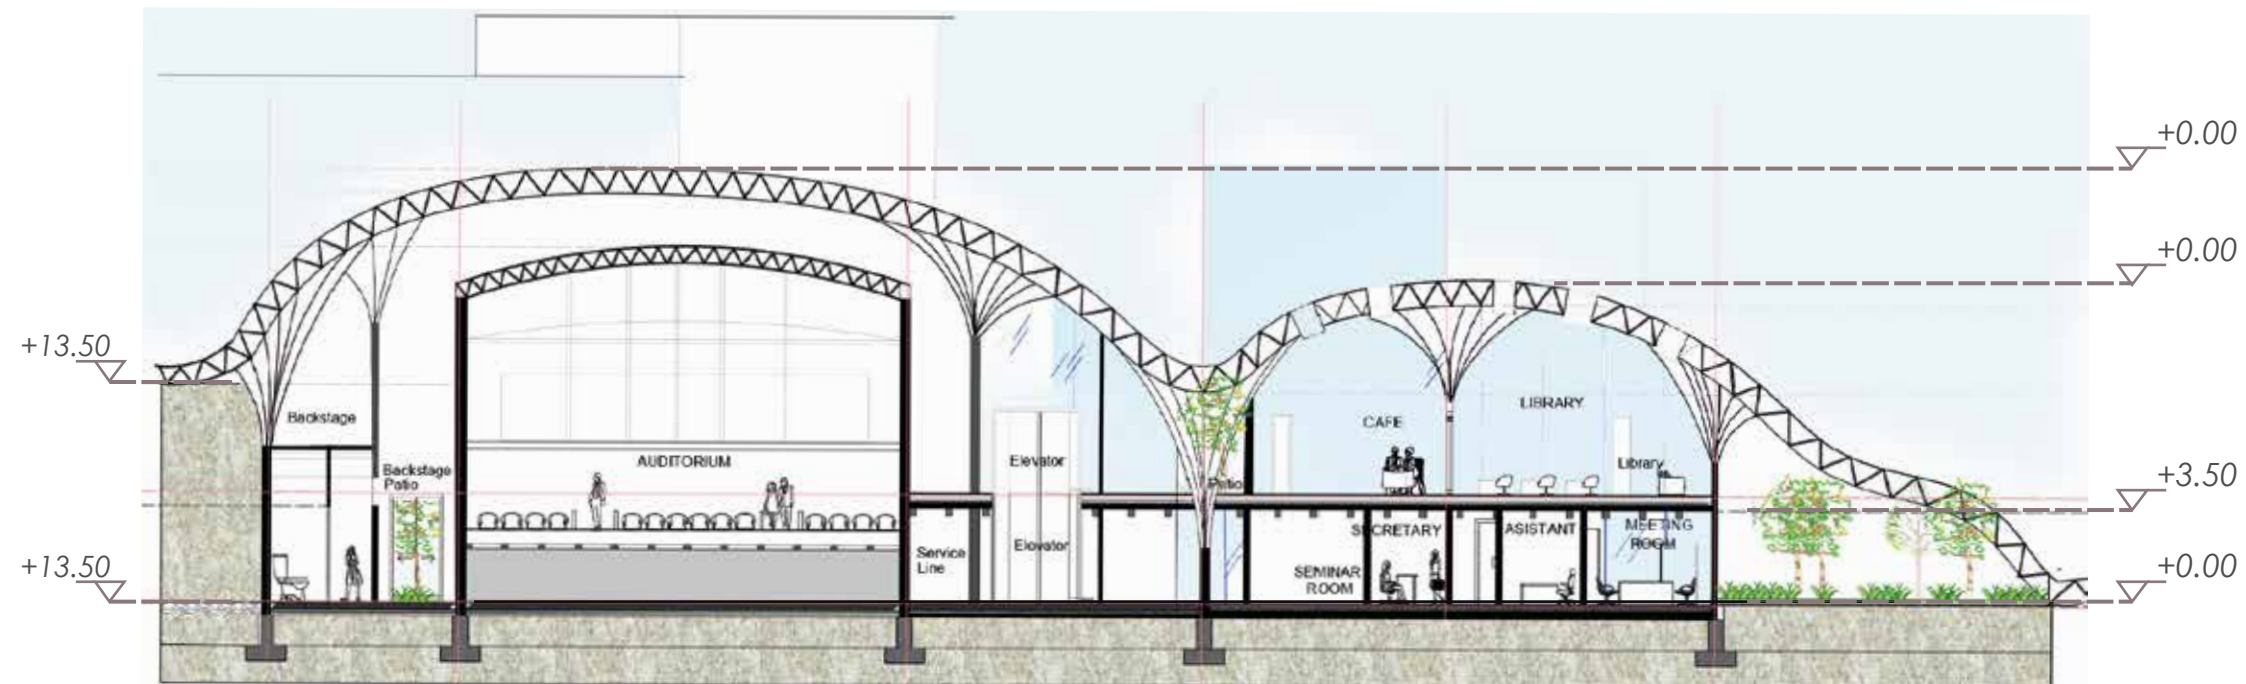 +0.00
+0.00
+13.50
Backstage
LIBRARY
CAFE
AUDITORIUM
Elevator
Library
Backstage
Patio
Patio
+3.50
SECRETARY
ASISTANT
MEETING
ROOM
Elevator
Service
Line
SEMINAR
ROOM
+13.50
+0.00